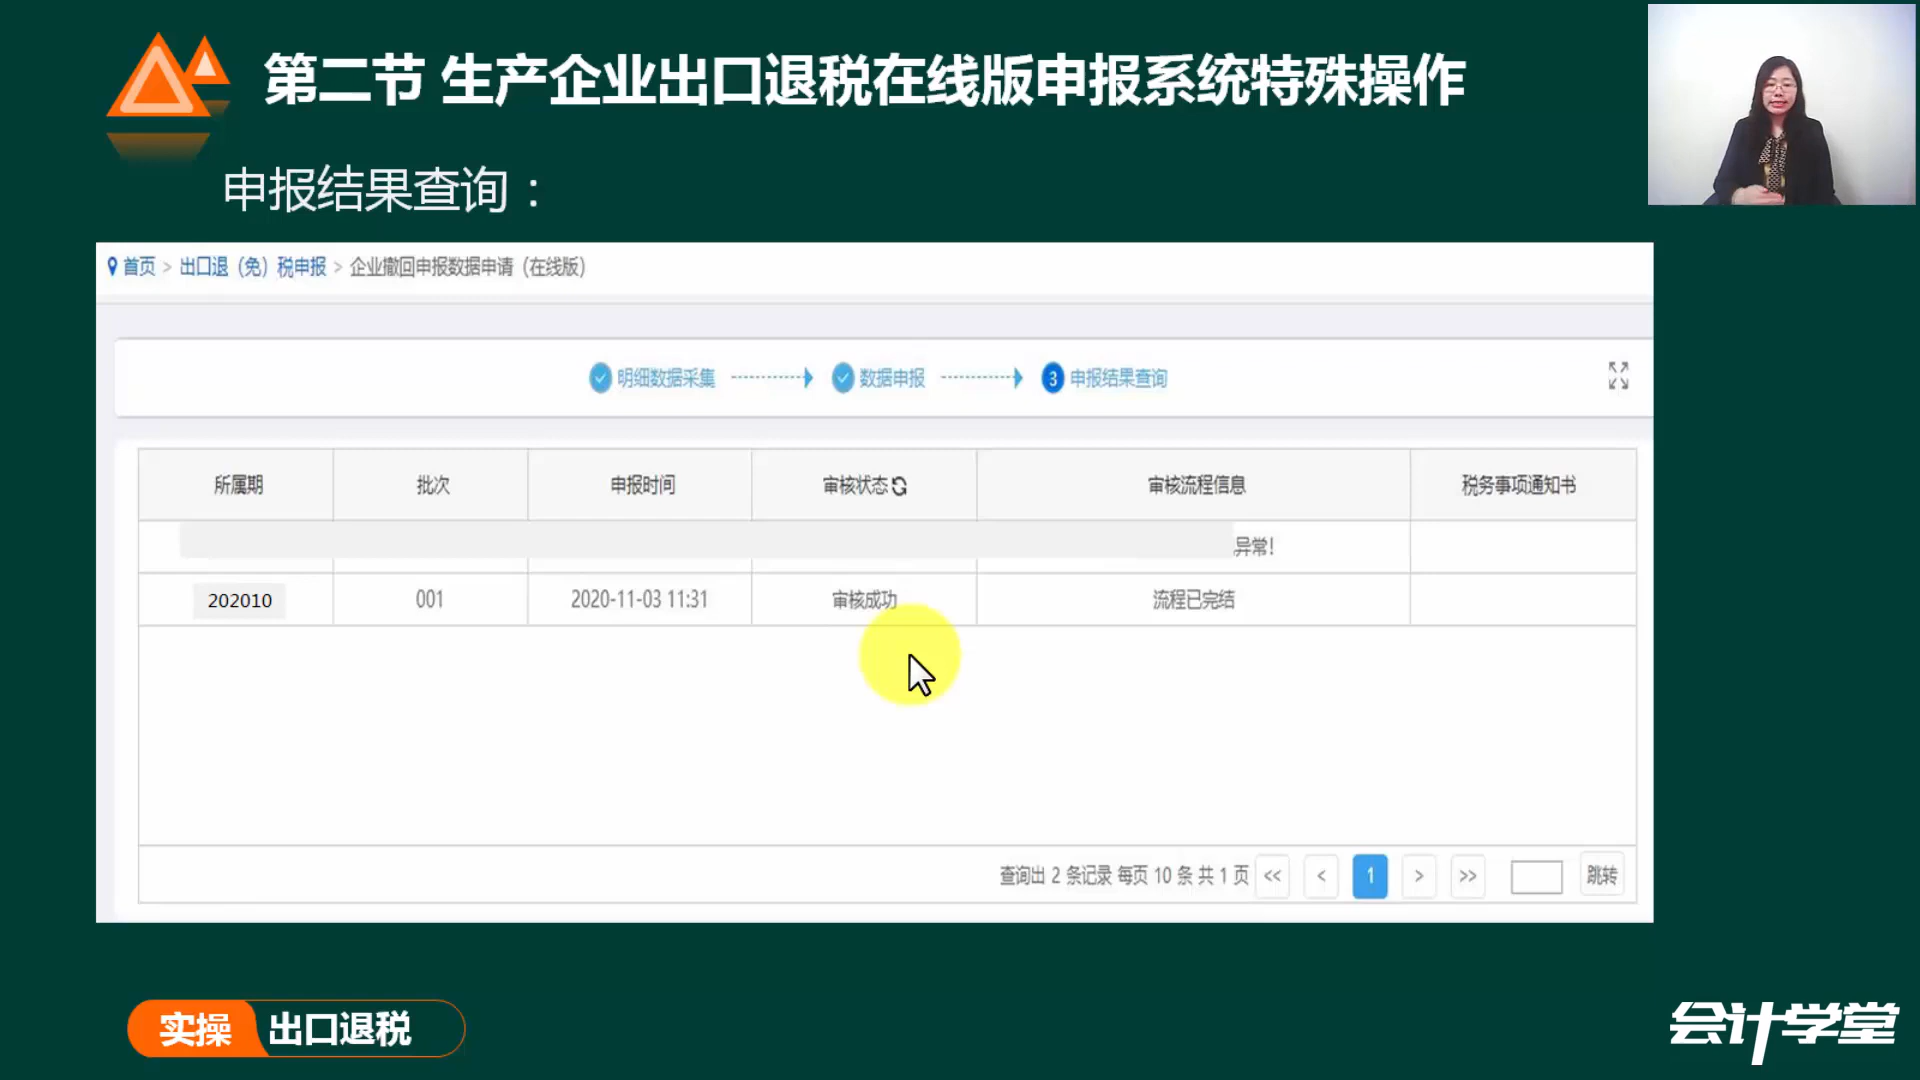 第二节 生产企业出口退税在线版申报系统特殊操作
申报结果查询：
首页 > 出口退（免）税申报 > 企业撤回申报数据申请（在线版）
明细数据采集 数据申报 3 申报结果查询
所属期 批次 申报时间 审核状态 审核流程信息 税务事项通知书
异常!
202010 001 2020-11-03 11:31 审核成功 流程已完结
查询出 2 条记录 每页 10 条 共 1 页 << < 1 > >> 跳转
实操 出口退税
会计学堂